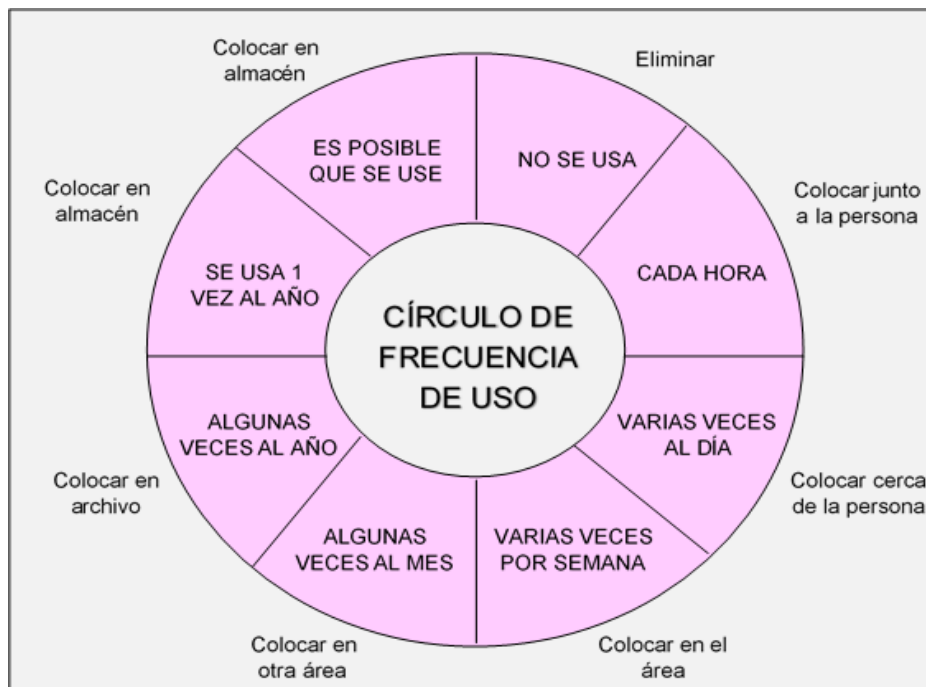 Colocar en
almacén
Eliminar
ES POSIBLE
QUE SE USE
NO SE USA
Colocar en
almacén
Colocar junto
a la persona
SE USA 1
VEZ AL AÑO
CADA HORA
CÍRCULO DE
FRECUENCIA
DE USO
ALGUNAS
VECES AL AÑO
VARIAS VECES
AL DÍA
Colocar en
archivo
Colocar cerca
de la persona
ALGUNAS
VECES AL MES
VARIAS VECES
POR SEMANA
Colocar en
otra área
Colocar en el
área